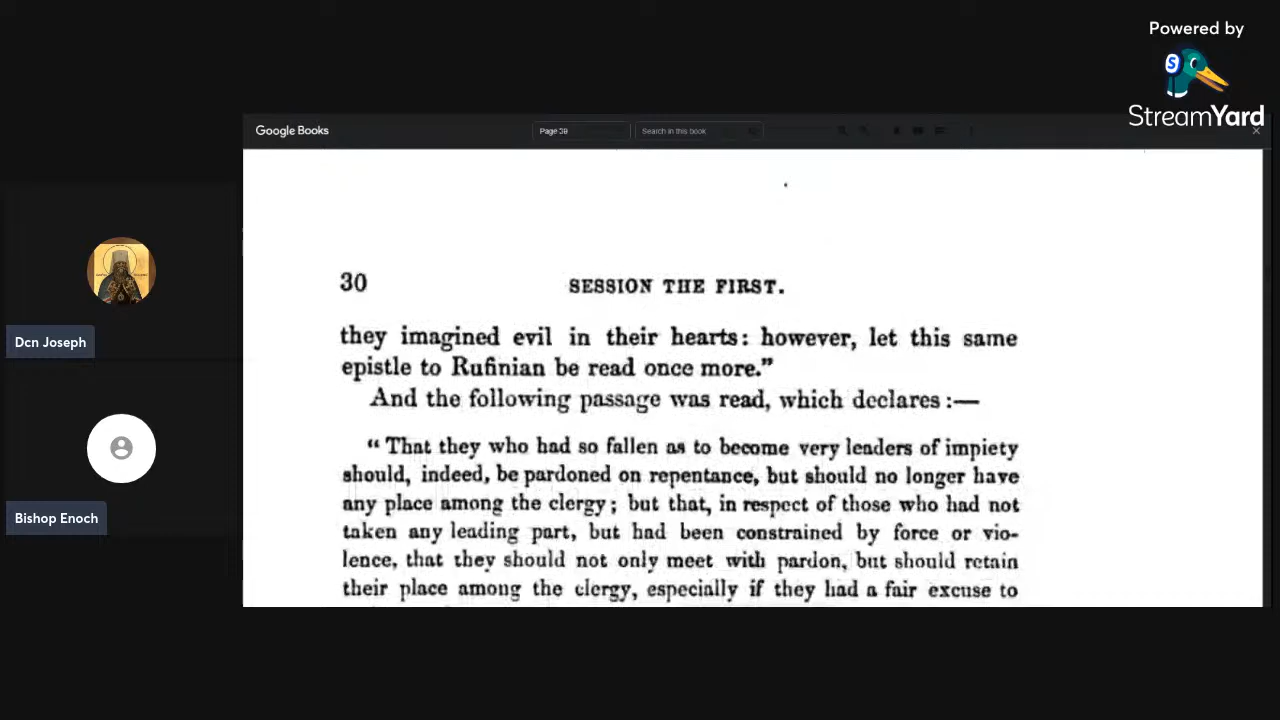 Powered by
StreamYard
Google Books
Page 30
Search in this book
30
SESSION THE FIRST.
they imagined evil in their hearts: however, let this same
epistle to Rufinian be read once more.”
And the following passage was read, which declares :—
“ That they who had so fallen as to become very leaders of impiety
should, indeed, be pardoned on repentance, but should no longer have
any place among the clergy; but that, in respect of those who had not
taken any leading part, but had been constrained by force or vio-
lence, that they should not only meet with pardon, but should retain
their place among the clergy, especially if they had a fair excuse to
Dcn Joseph
Bishop Enoch